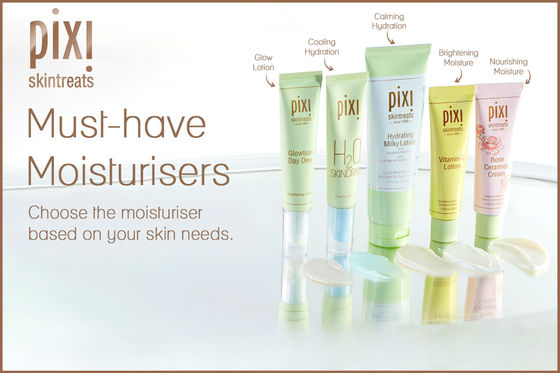 pixi
skintreats
Must-have
Moisturisers
Choose the moisturiser
based on your skin needs.
Glow
Lotion
Cooling
Hydration
Calming
Hydration
Brightening
Moisture
Nourishing
Moisture
pixi
Glowtion
Day Dew
pixi
H2O
SKINDrink
pixi
skintreats
Hydrating
Milky Lotion
pixi
skintreats
Vitamin-C
Lotion
pixi
skintreats
Rose
Ceramide
Cream